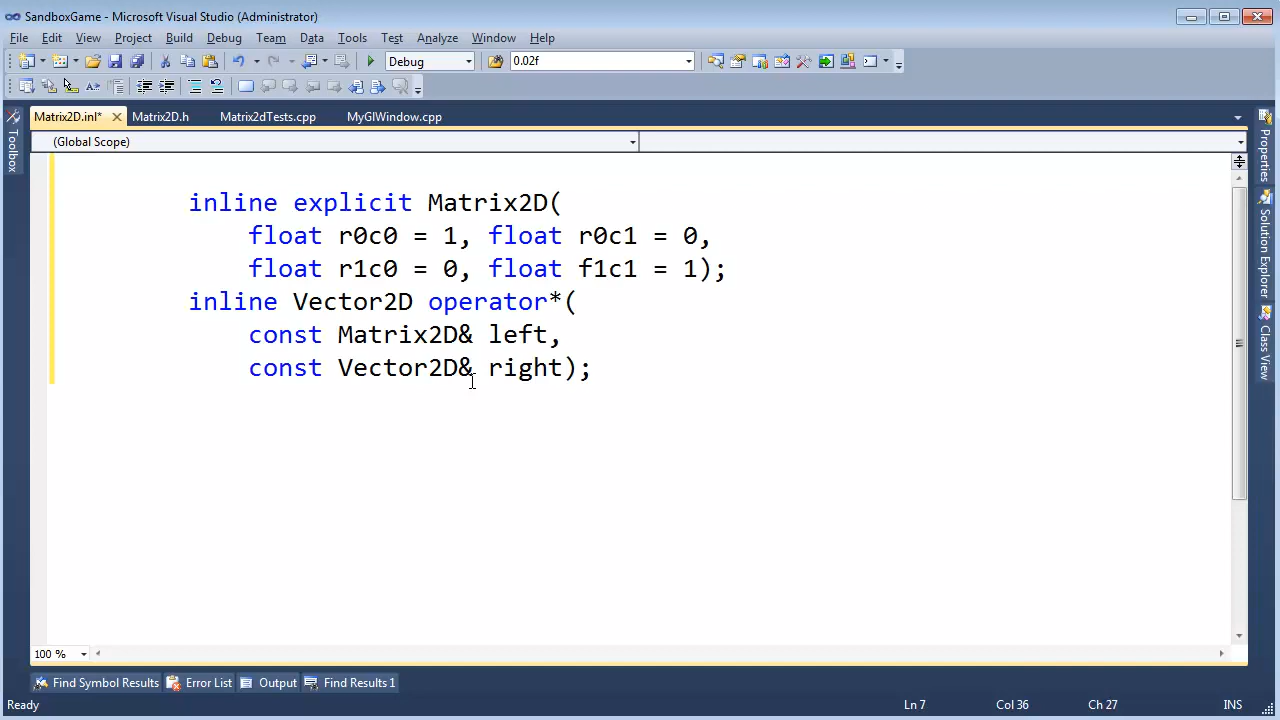 SandboxGame - Microsoft Visual Studio (Administrator)
File Edit View Project Build Debug Team Data Tools Test Analyze Window Help
Debug 0.02f
Matrix2D.inl* Matrix2D.h Matrix2dTests.cpp MyGlWindow.cpp
(Global Scope)
Toolbox
Properties
Solution Explorer
Class View
inline explicit Matrix2D(
float r0c0 = 1, float r0c1 = 0,
float r1c0 = 0, float f1c1 = 1);
inline Vector2D operator*(
const Matrix2D& left,
const Vector2D& right);
100 %
Find Symbol Results Error List Output Find Results 1
Ready Ln 7 Col 36 Ch 27 INS